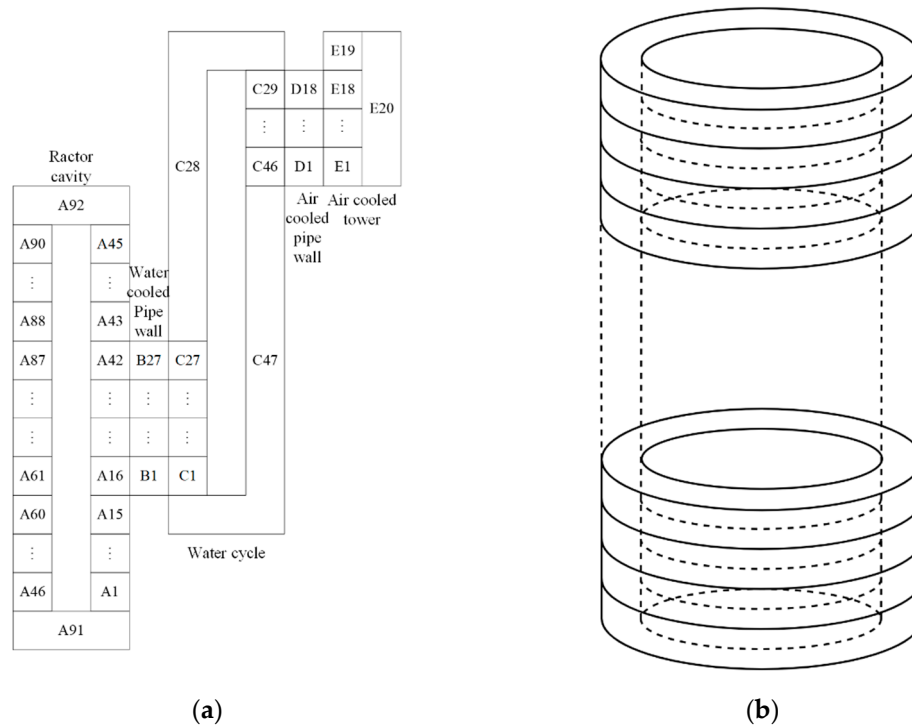 E19
C29 D18 E18
E20
⋮ ⋮ ⋮
C28
C46 D1 E1
Ractor
cavity
A92
Air
cooled
pipe
wall
Air cooled
tower
A90 A45
Water
cooled
Pipe
wall
⋮ ⋮
A88 A43
A87 A42 B27 C27
C47
⋮ ⋮ ⋮ ⋮
⋮ ⋮ ⋮ ⋮
A61 A16 B1 C1
A60 A15
⋮ ⋮
Water cycle
A46 A1
A91
(a) (b)